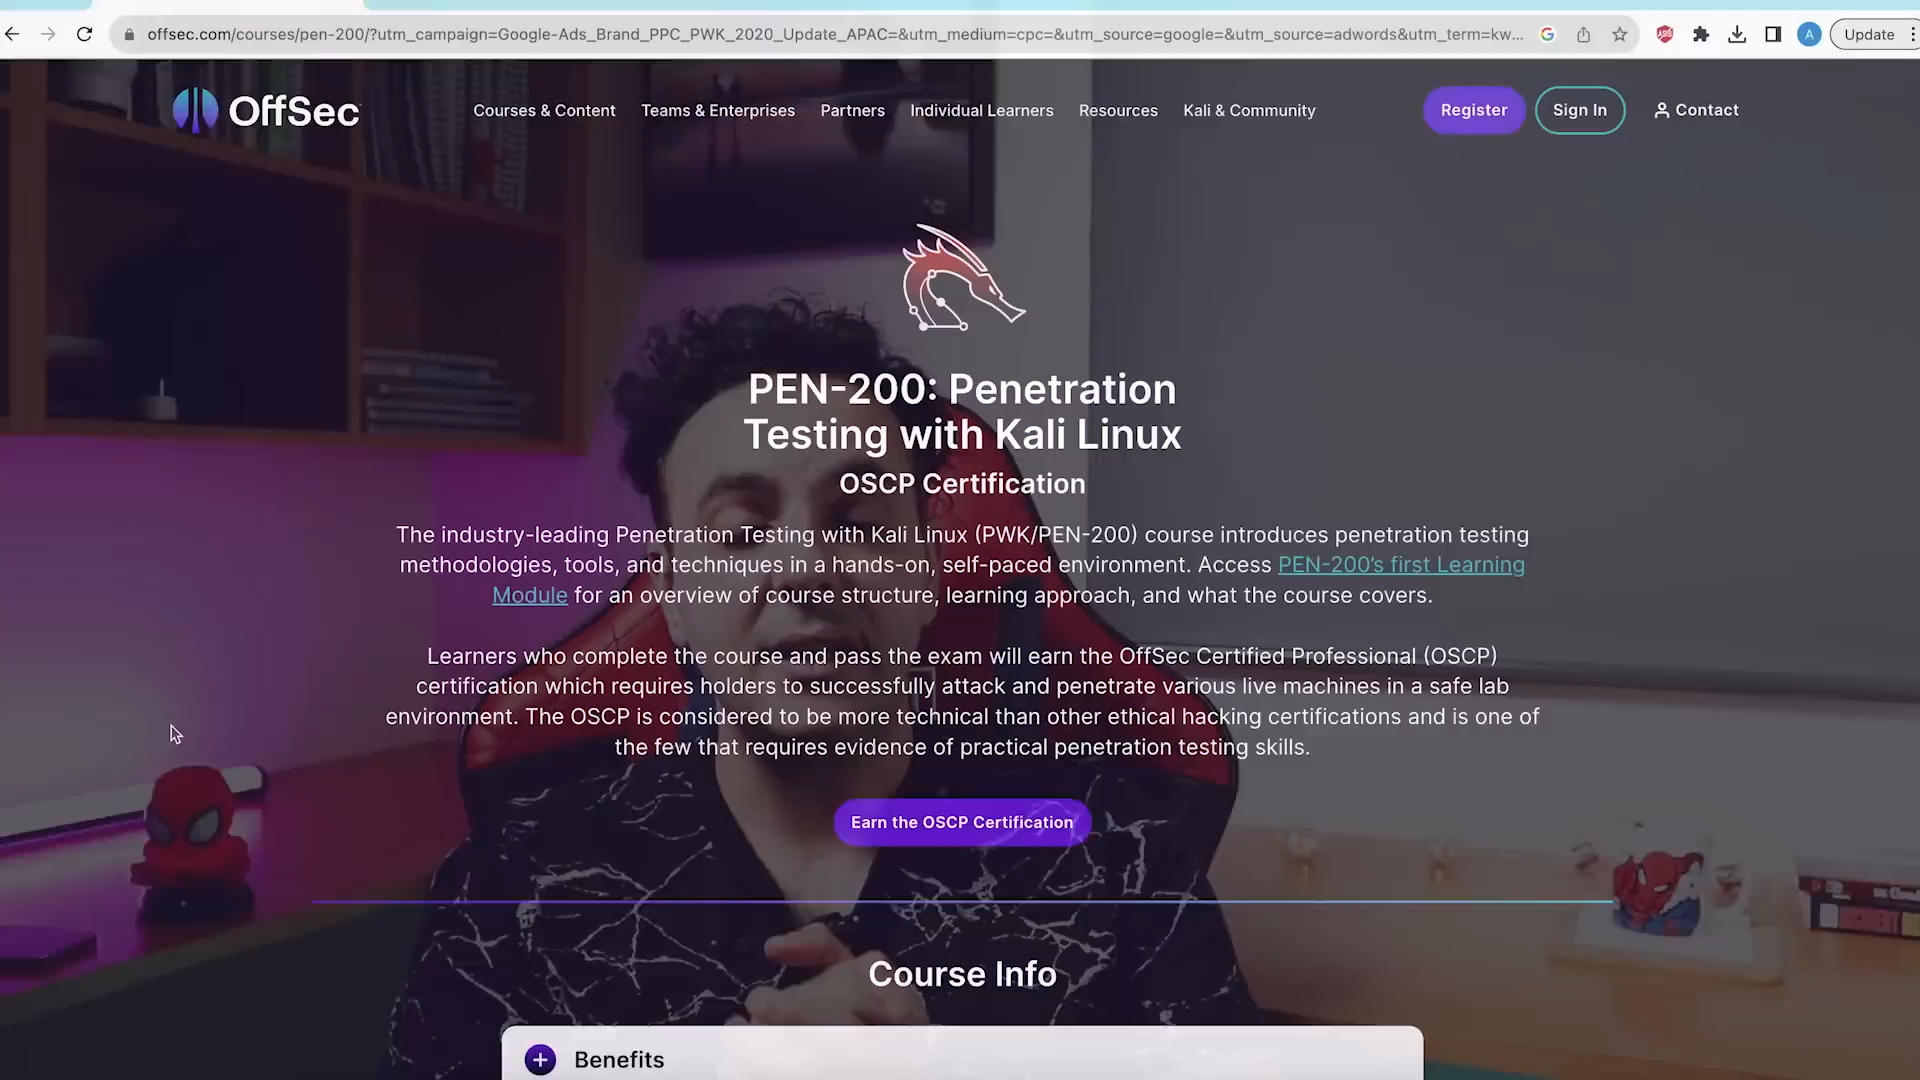 offsec.com/courses/pen-200/?utm_campaign=Google-Ads_Brand_PPC_PWK_2020_Update_APAC=&utm_medium=cpc=&utm_source=google=&utm_source=adwords&utm_term=kw...
A
Update
OffSec
Courses & Content
Teams & Enterprises
Partners
Individual Learners
Resources
Kali & Community
Register
Sign In
Contact
PEN-200: Penetration
Testing with Kali Linux
OSCP Certification
The industry-leading Penetration Testing with Kali Linux (PWK/PEN-200) course introduces penetration testing
methodologies, tools, and techniques in a hands-on, self-paced environment. Access PEN-200's first Learning
Module for an overview of course structure, learning approach, and what the course covers.
Learners who complete the course and pass the exam will earn the OffSec Certified Professional (OSCP)
certification which requires holders to successfully attack and penetrate various live machines in a safe lab
environment. The OSCP is considered to be more technical than other ethical hacking certifications and is one of
the few that requires evidence of practical penetration testing skills.
Earn the OSCP Certification
Course Info
Benefits